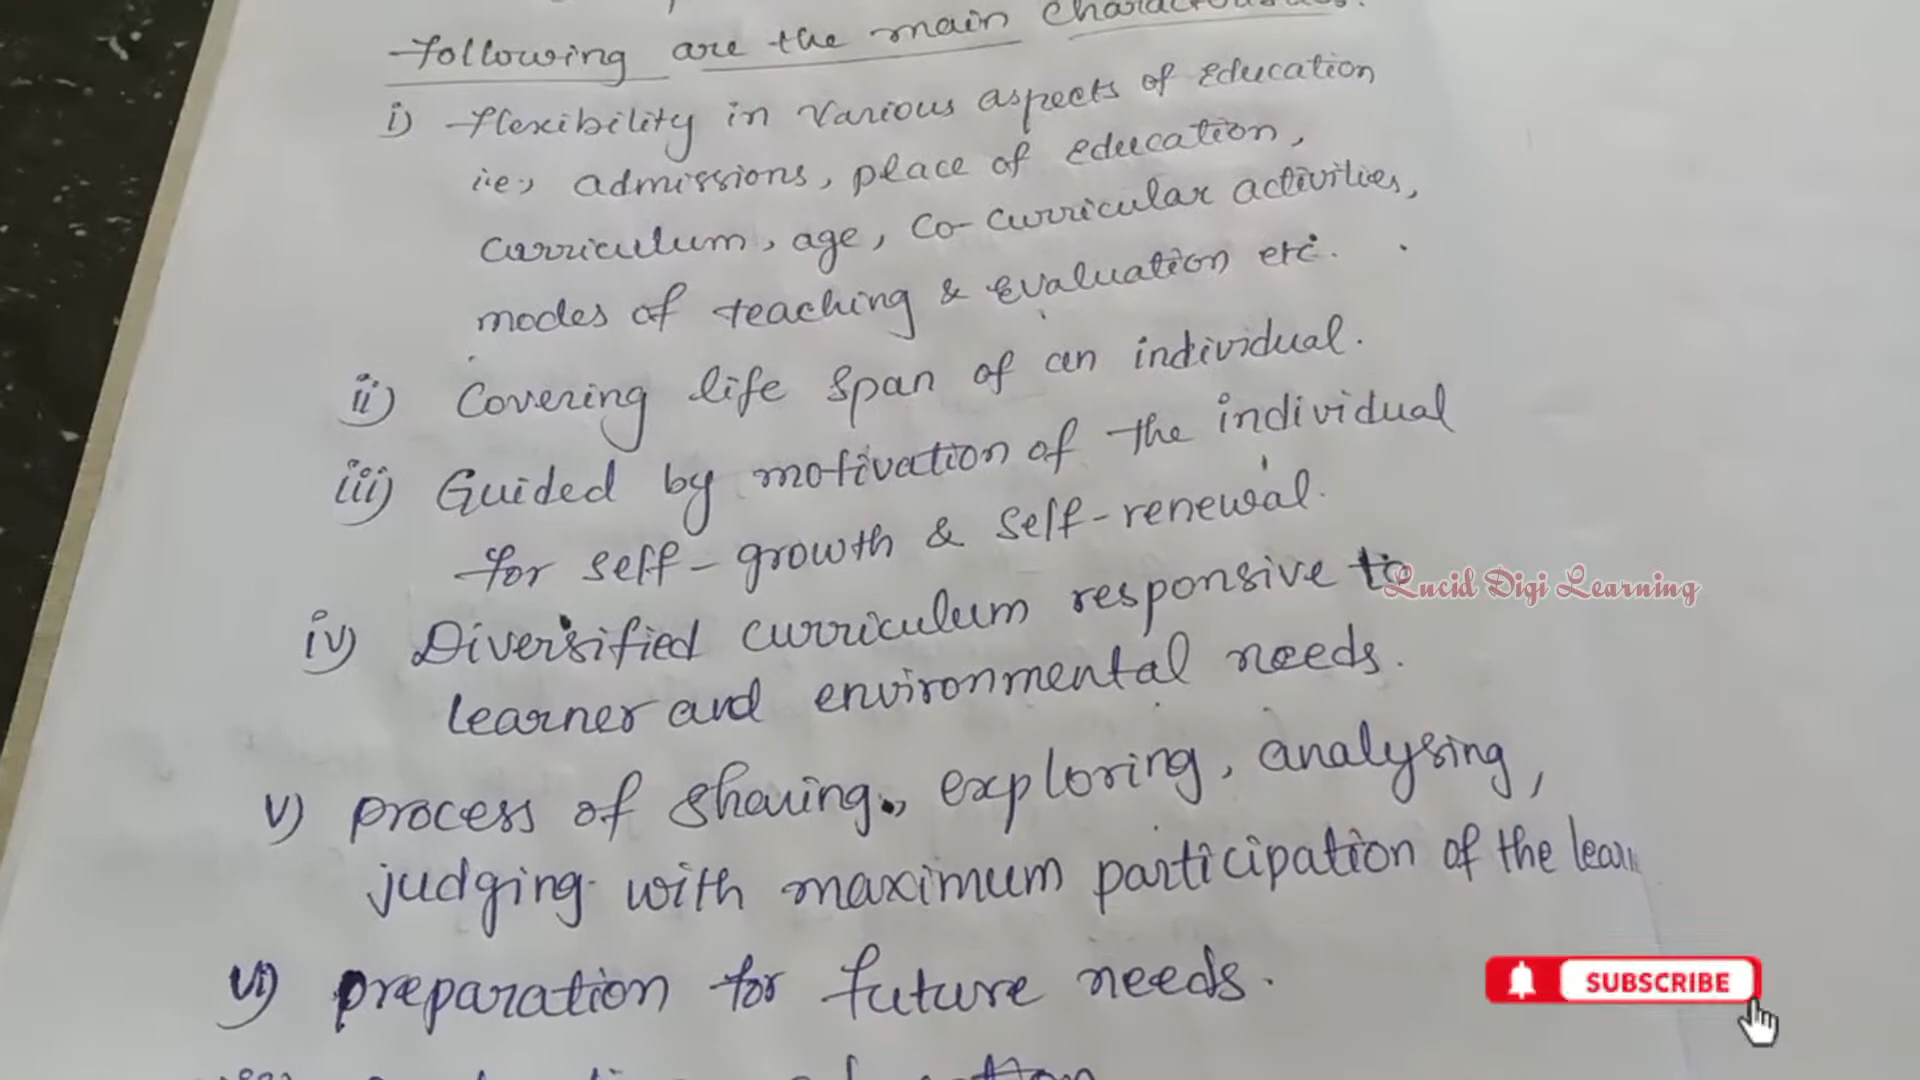 following are the main characteristics.
i) flexibility in various aspects of Education
i.e., admissions, place of education,
curriculum, age, co-curricular activities,
modes of teaching & evaluation etc.
ii) Covering life span of an individual.
iii) Guided by motivation of the individual
for self-growth & self-renewal.
iv) Diversified curriculum responsive to
learner and environmental needs.
v) process of sharing, exploring, analysing,
judging with maximum participation of the
vi) preparation for future needs.
Lucid Digi Learning
SUBSCRIBE